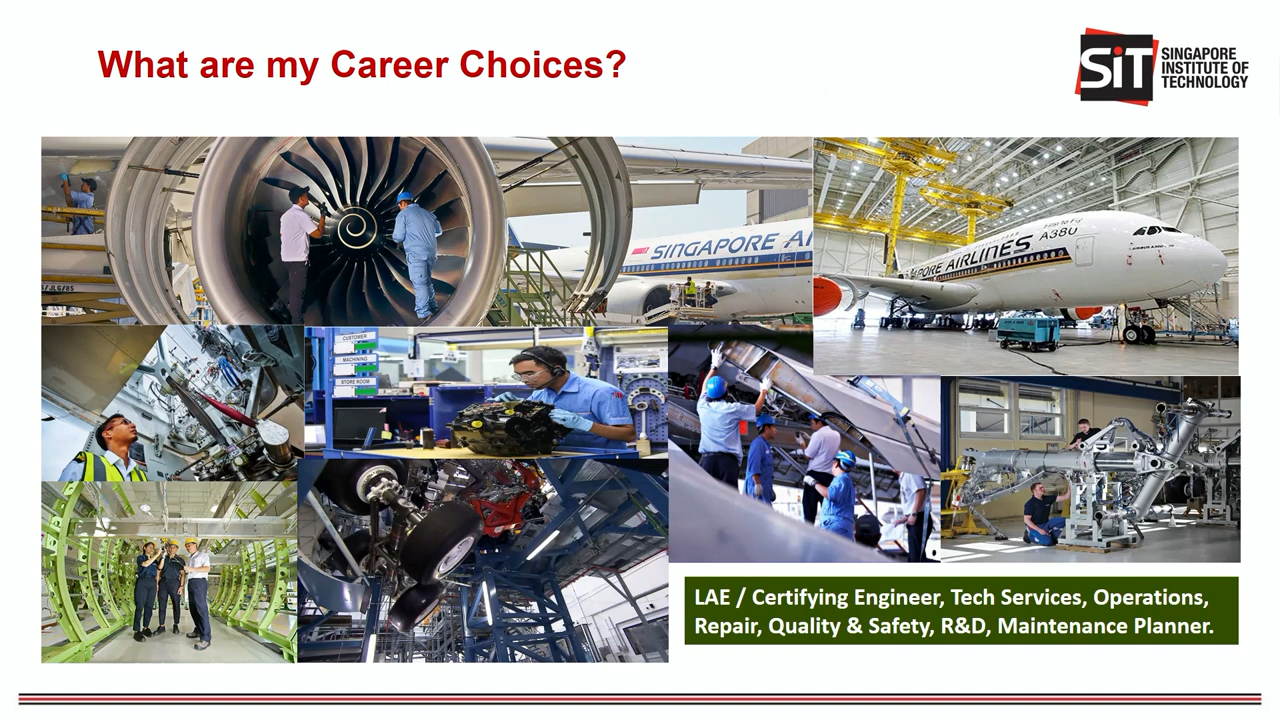 What are my Career Choices?
SiT
SINGAPORE
INSTITUTE OF
TECHNOLOGY
SINGAPORE AI
A380
PORE AIRLINES
CUSTOMER
MACHINING
STORE ROOM
LAE / Certifying Engineer, Tech Services, Operations,
Repair, Quality & Safety, R&D, Maintenance Planner.